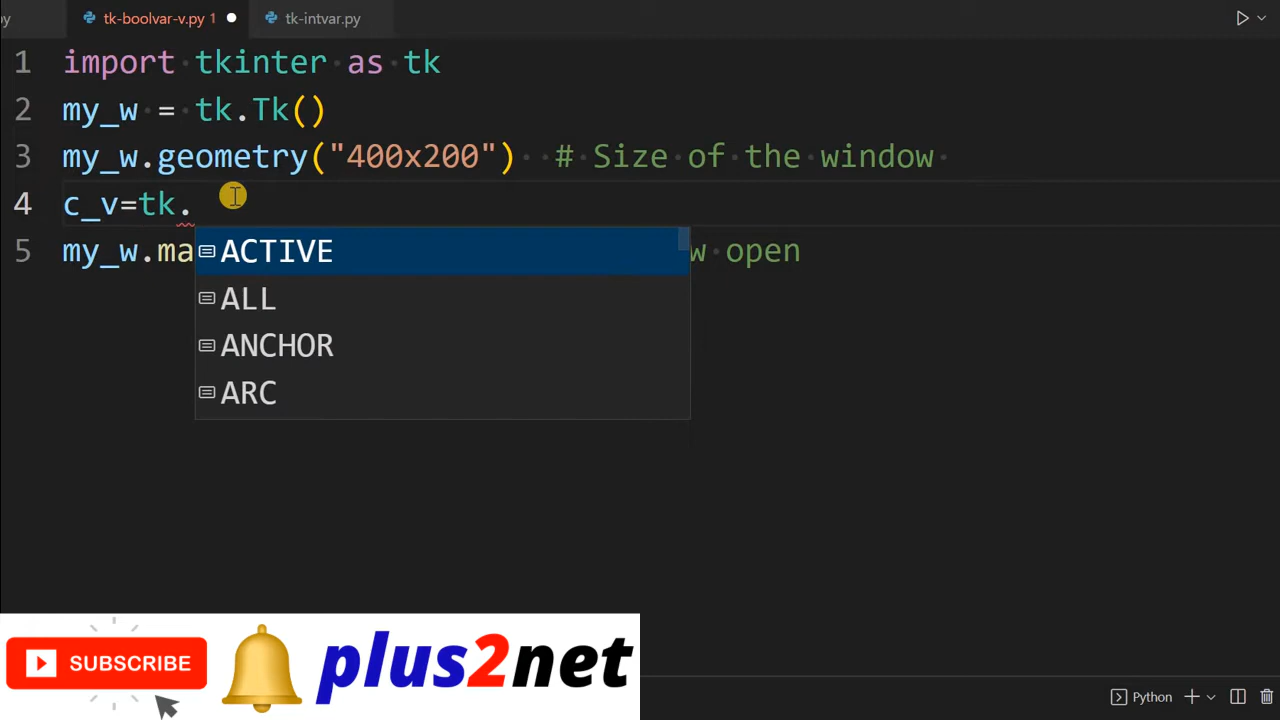 py
tk-boolvar-v.py 1
tk-intvar.py
1 import tkinter as tk
2 my_w = tk.Tk()
3 my_w.geometry("400x200")  # Size of the window
4 c_v=tk.
5 my_w.ma w open
ACTIVE
ALL
ANCHOR
ARC
SUBSCRIBE
plus2net
Python